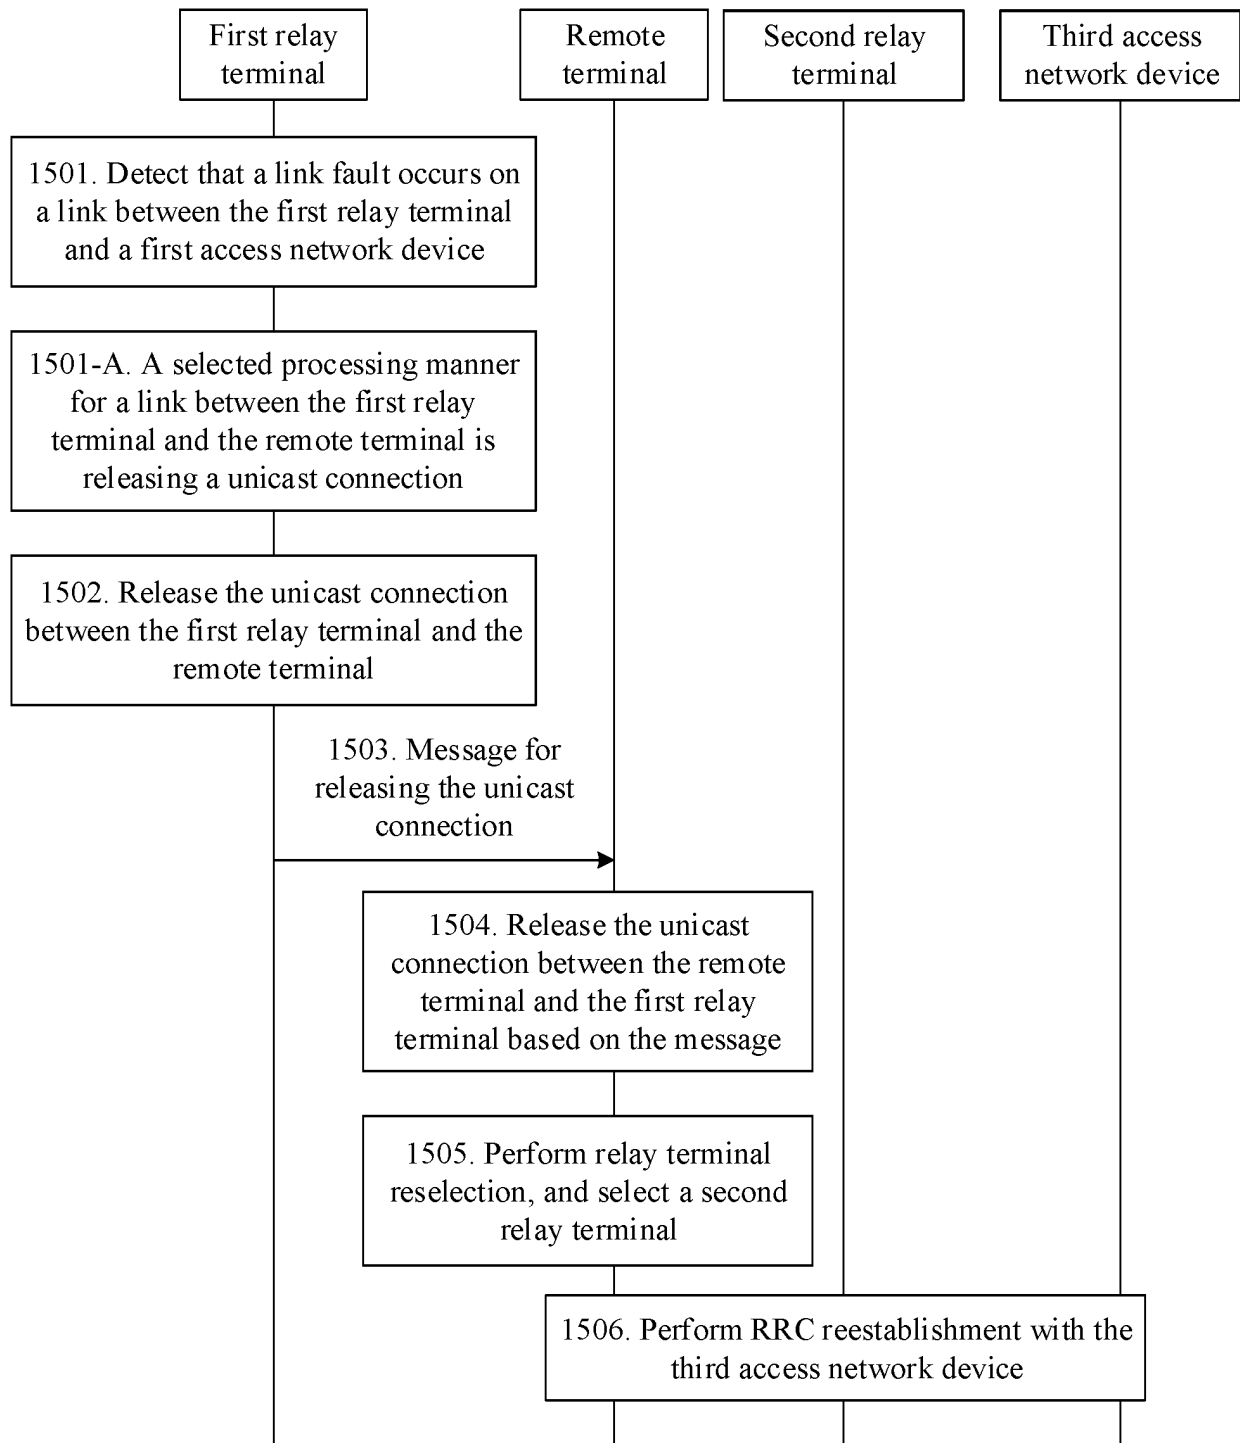 First relay
terminal
Remote
terminal
Second relay
terminal
Third access
network device
1501. Detect that a link fault occurs on
a link between the first relay terminal
and a first access network device
1501-A. A selected processing manner
for a link between the first relay
terminal and the remote terminal is
releasing a unicast connection
1502. Release the unicast connection
between the first relay terminal and the
remote terminal
1503. Message for
releasing the unicast
connection
1504. Release the unicast
connection between the remote
terminal and the first relay
terminal based on the message
1505. Perform relay terminal
reselection, and select a second
relay terminal
1506. Perform RRC reestablishment with the
third access network device